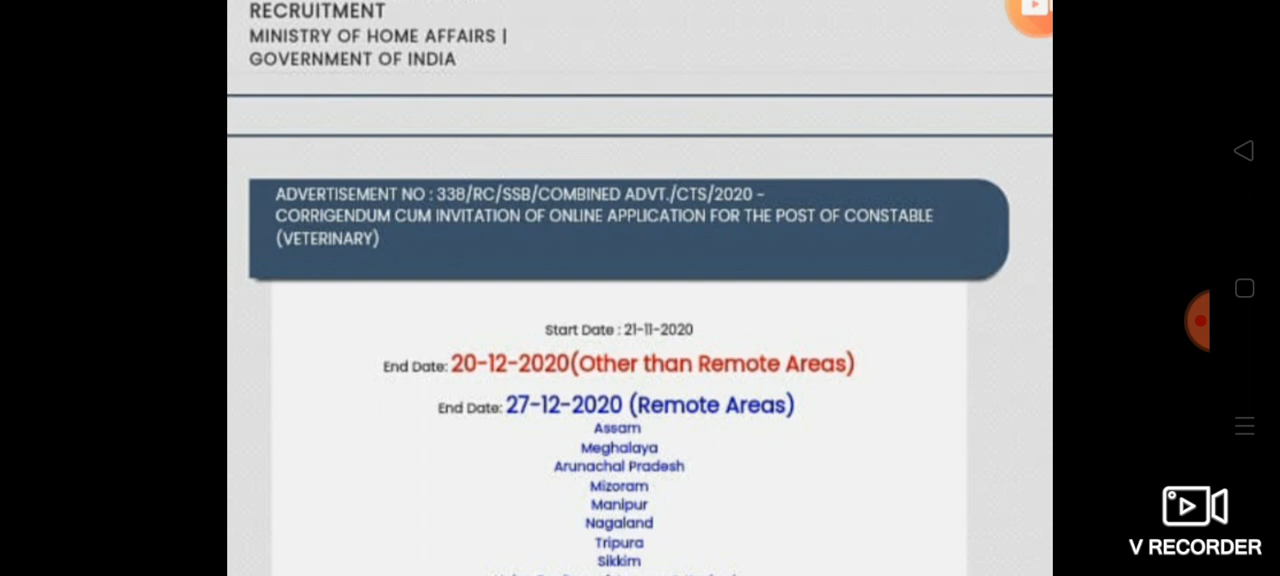 RECRUITMENT
MINISTRY OF HOME AFFAIRS |
GOVERNMENT OF INDIA
ADVERTISEMENT NO : 338/RC/SSB/COMBINED ADVT./CTS/2020 -
CORRIGENDUM CUM INVITATION OF ONLINE APPLICATION FOR THE POST OF CONSTABLE
(VETERINARY)
Start Date : 21-11-2020
End Date: 20-12-2020(Other than Remote Areas)
End Date: 27-12-2020 (Remote Areas)
Assam
Meghalaya
Arunachal Pradesh
Mizoram
Manipur
Nagaland
Tripura
Sikkim
V RECORDER